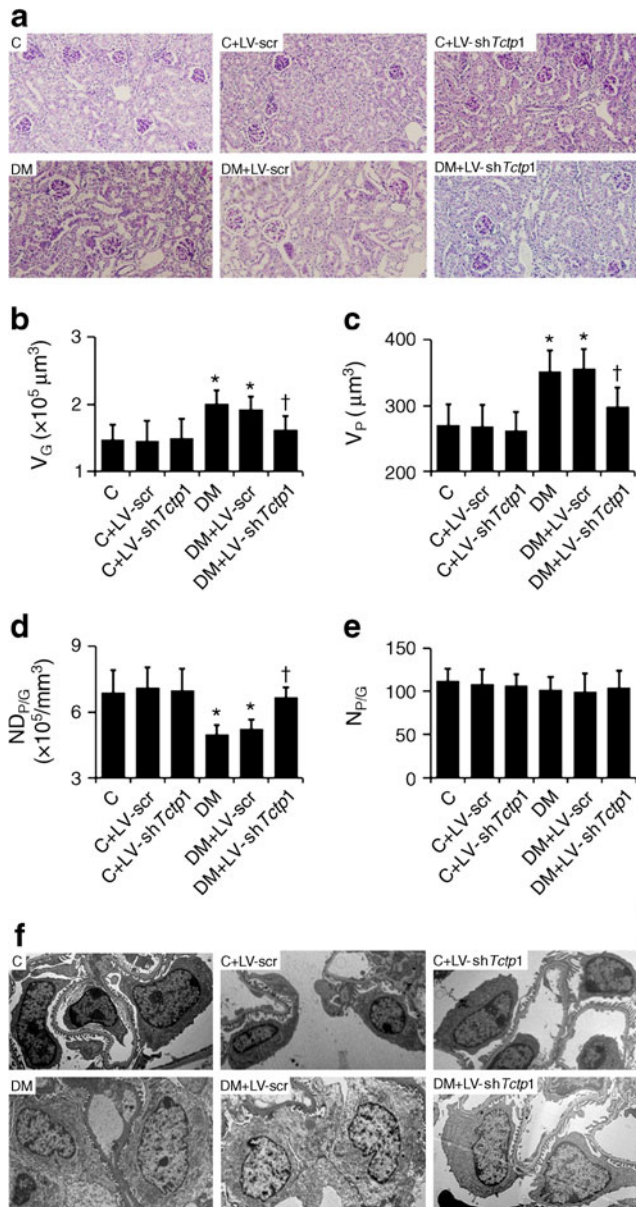 a
C
C+LV-scr
C+LV-shTctp1
DM
DM+LV-scr
DM+LV-shTctp1
b
V_G (×10⁵ μm³)
3
2
1
*
*
†
C
C+LV-scr
C+LV-shTctp1
DM
DM+LV-scr
DM+LV-shTctp1
c
V_P ( μm³)
400
300
200
*
*
†
C
C+LV-scr
C+LV-shTctp1
DM
DM+LV-scr
DM+LV-shTctp1
d
ND_P/G
(×10⁵/mm³)
9
6
3
*
*
†
C
C+LV-scr
C+LV-shTctp1
DM
DM+LV-scr
DM+LV-shTctp1
e
N_P/G
150
100
50
0
C
C+LV-scr
C+LV-shTctp1
DM
DM+LV-scr
DM+LV-shTctp1
f
C
C+LV-scr
C+LV-shTctp1
DM
DM+LV-scr
DM+LV-shTctp1